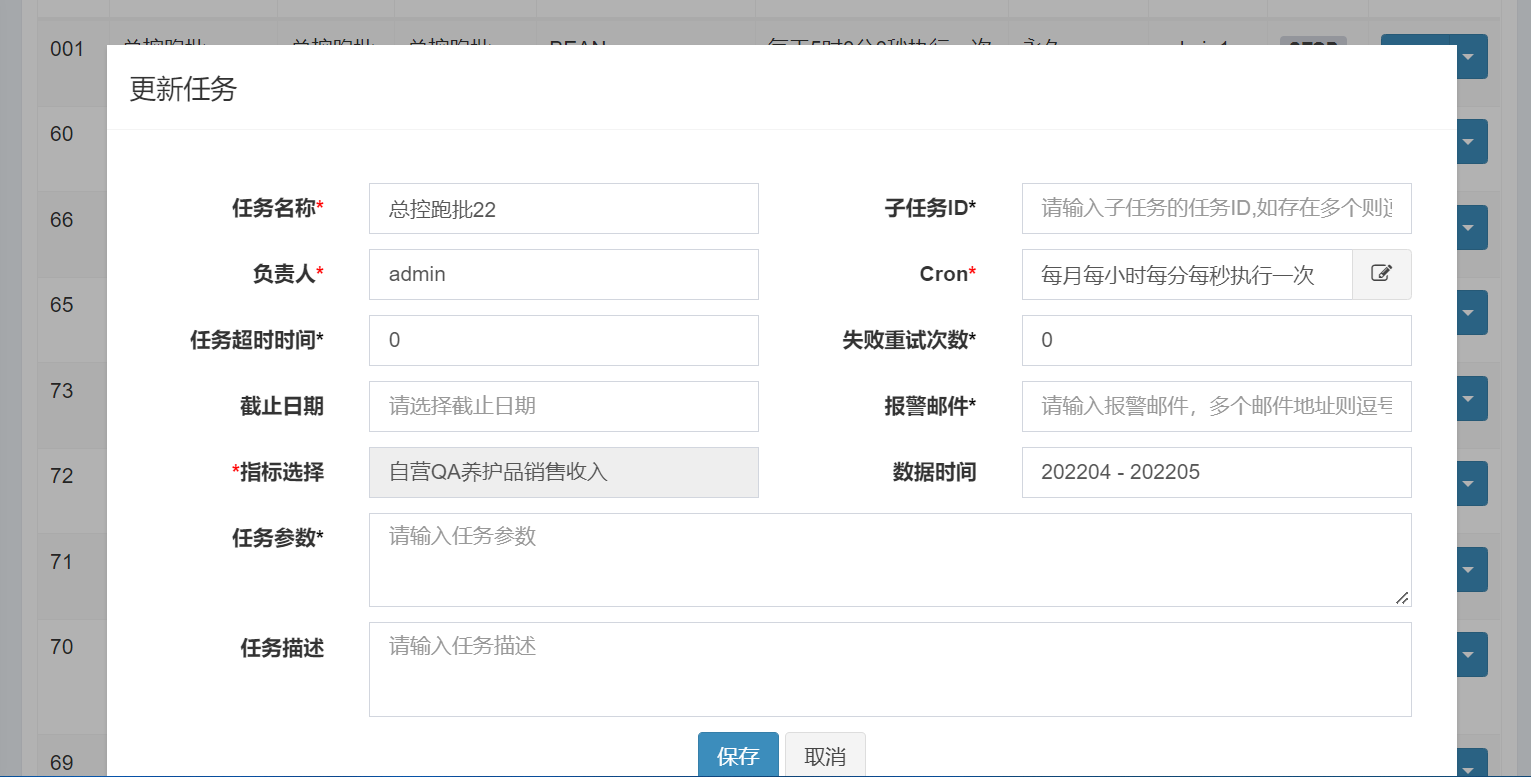 001
更新任务
60
任务名称* 总控跑批22 子任务ID* 请输入子任务的任务ID,如存在多个则逗
66
负责人* admin Cron* 每月每小时每分每秒执行一次
65
任务超时时间* 0 失败重试次数* 0
73
截止日期 请选择截止日期 报警邮件* 请输入报警邮件，多个邮件地址则逗号
72
*指标选择 自营QA养护品销售收入 数据时间 202204 - 202205
71
任务参数* 请输入任务参数
70
任务描述 请输入任务描述
69
保存 取消